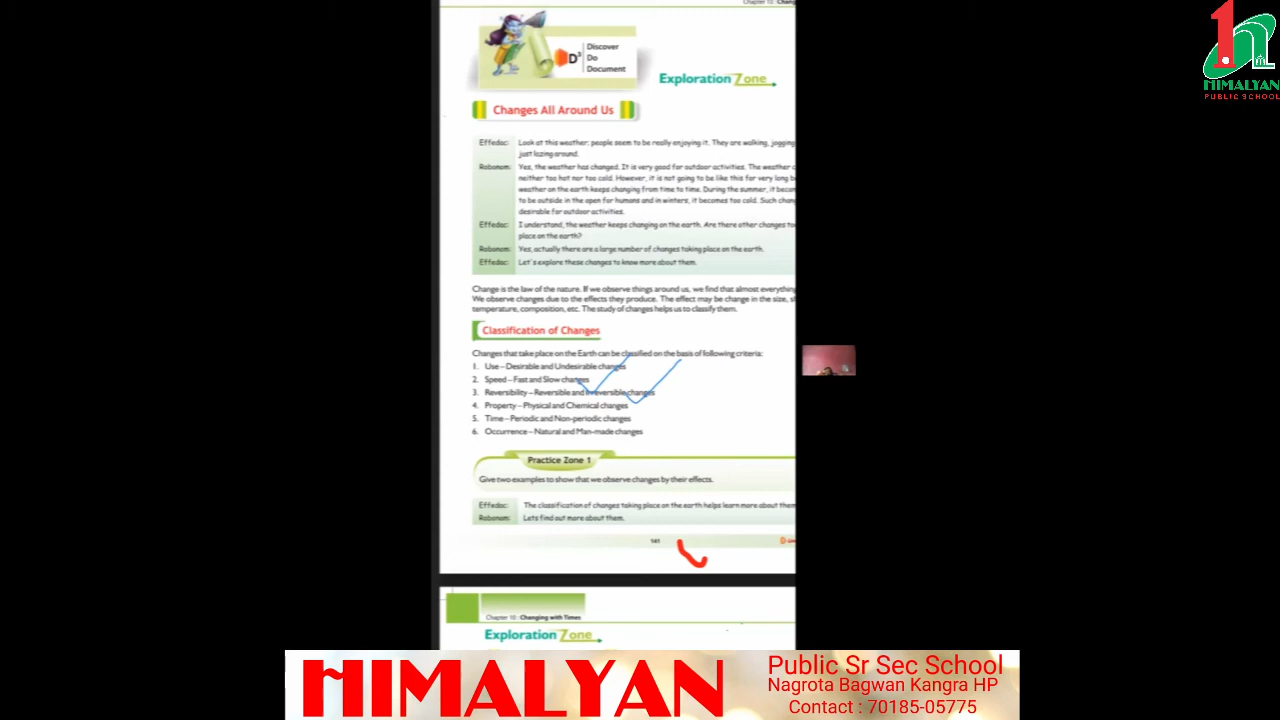 Chapter 10 : Chang
D³
Discover
Do
Document
Exploration Zone
Changes All Around Us
Effedac: Look at this weather; people seem to be really enjoying it. They are walking, jogging
just lazing around.
Robonom: Yes, the weather has changed. It is very good for outdoor activities. The weather
neither too hot nor too cold. However, it is not going to be like this for very long
weather on the earth keeps changing from time to time. During the summer, it
to be outside in the open for humans and in winters, it becomes too cold. Such
desirable for outdoor activities.
Effedac: I understand, the weather keeps changing on the earth. Are there other changes
place on the earth?
Robonom: Yes, actually there are a large number of changes taking place on the earth.
Effedac: Let's explore these changes to know more about them.
Change is the law of the nature. If we observe things around us, we find that almost everything
We observe changes due to the effects they produce. The effect may be change in the size,
temperature, composition, etc. The study of changes helps us to classify them.
Classification of Changes
Changes that take place on the Earth can be classified on the basis of following criteria:
1. Use – Desirable and Undesirable changes
2. Speed – Fast and Slow changes
3. Reversibility – Reversible and Irreversible changes
4. Property – Physical and Chemical changes
5. Time – Periodic and Non-periodic changes
6. Occurrence – Natural and Man-made changes
Practice Zone 1
Give two examples to show that we observe changes by their effects.
Effedac: The classification of changes taking place on the earth helps learn more about them
Robonom: Lets find out more about them.
141
Chapter 10 : Changing with Times
Exploration Zone
HIMALYAN
PUBLIC SCHOOL
HIMALYAN
Public Sr Sec School
Nagrota Bagwan Kangra HP
Contact : 70185-05775